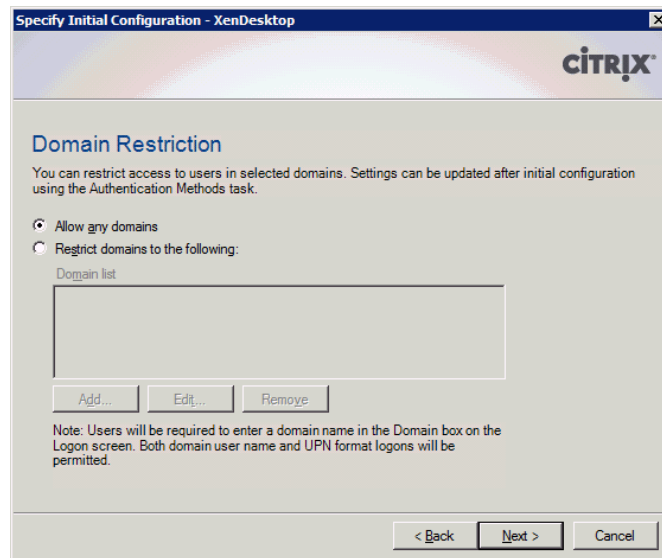 Specify Initial Configuration - XenDesktop
CITRIX
Domain Restriction
You can restrict access to users in selected domains. Settings can be updated after initial configuration
using the Authentication Methods task.
Allow any domains
Restrict domains to the following:
Domain list
Add... Edit... Remove
Note: Users will be required to enter a domain name in the Domain box on the
Logon screen. Both domain user name and UPN format logons will be
permitted.
< Back Next > Cancel